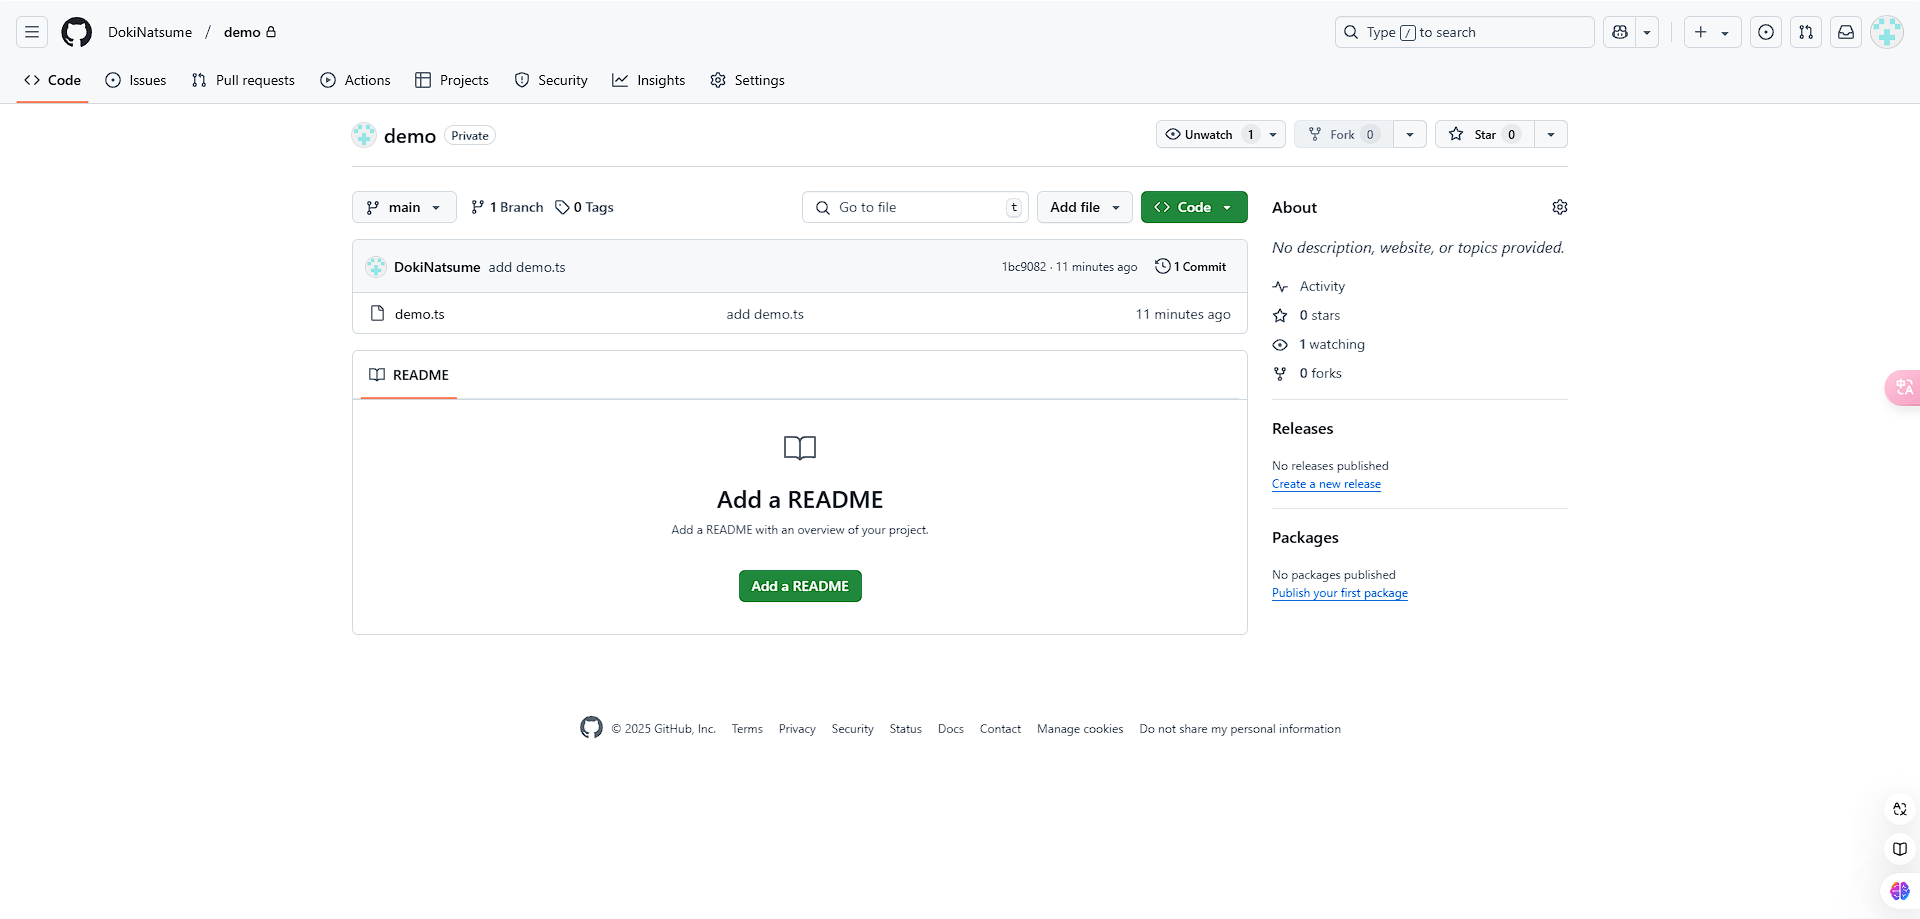 DokiNatsume / demo
Type / to search
Code Issues Pull requests Actions Projects Security Insights Settings
demo Private
Unwatch 1 Fork 0 Star 0
main 1 Branch 0 Tags Go to file t Add file Code
DokiNatsume add demo.ts 1bc9082 · 11 minutes ago 1 Commit
demo.ts add demo.ts 11 minutes ago
README
Add a README
Add a README with an overview of your project.
Add a README
About
No description, website, or topics provided.
Activity
0 stars
1 watching
0 forks
Releases
No releases published
Create a new release
Packages
No packages published
Publish your first package
© 2025 GitHub, Inc. Terms Privacy Security Status Docs Contact Manage cookies Do not share my personal information
中A